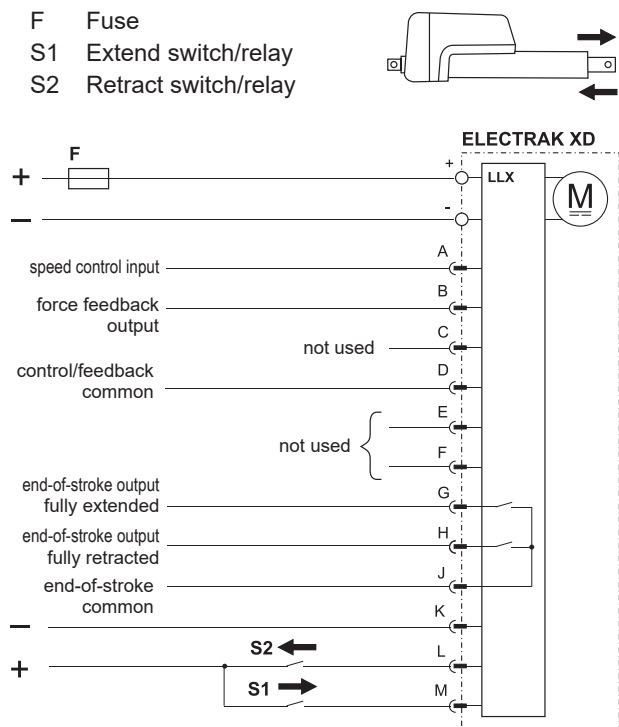 F Fuse
S1 Extend switch/relay
S2 Retract switch/relay
ELECTRAK XD
F
+
+
LLX
M
–
-
A
speed control input
B
force feedback
output
C
not used
D
control/feedback
common
E
not used
F
end-of-stroke output
fully extended
G
end-of-stroke output
fully retracted
H
end-of-stroke
common
J
K
–
S2
L
+
S1
M